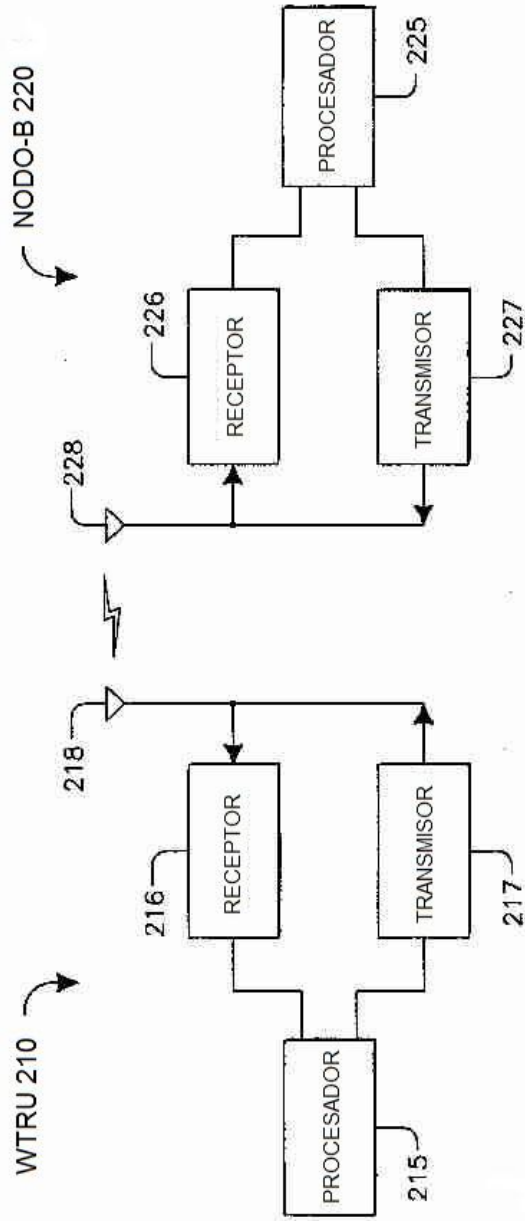 WTRU 210
NODO-B 220
218
228
216
RECEPTOR
226
RECEPTOR
PROCESADOR
215
PROCESADOR
225
TRANSMISOR
217
TRANSMISOR
227